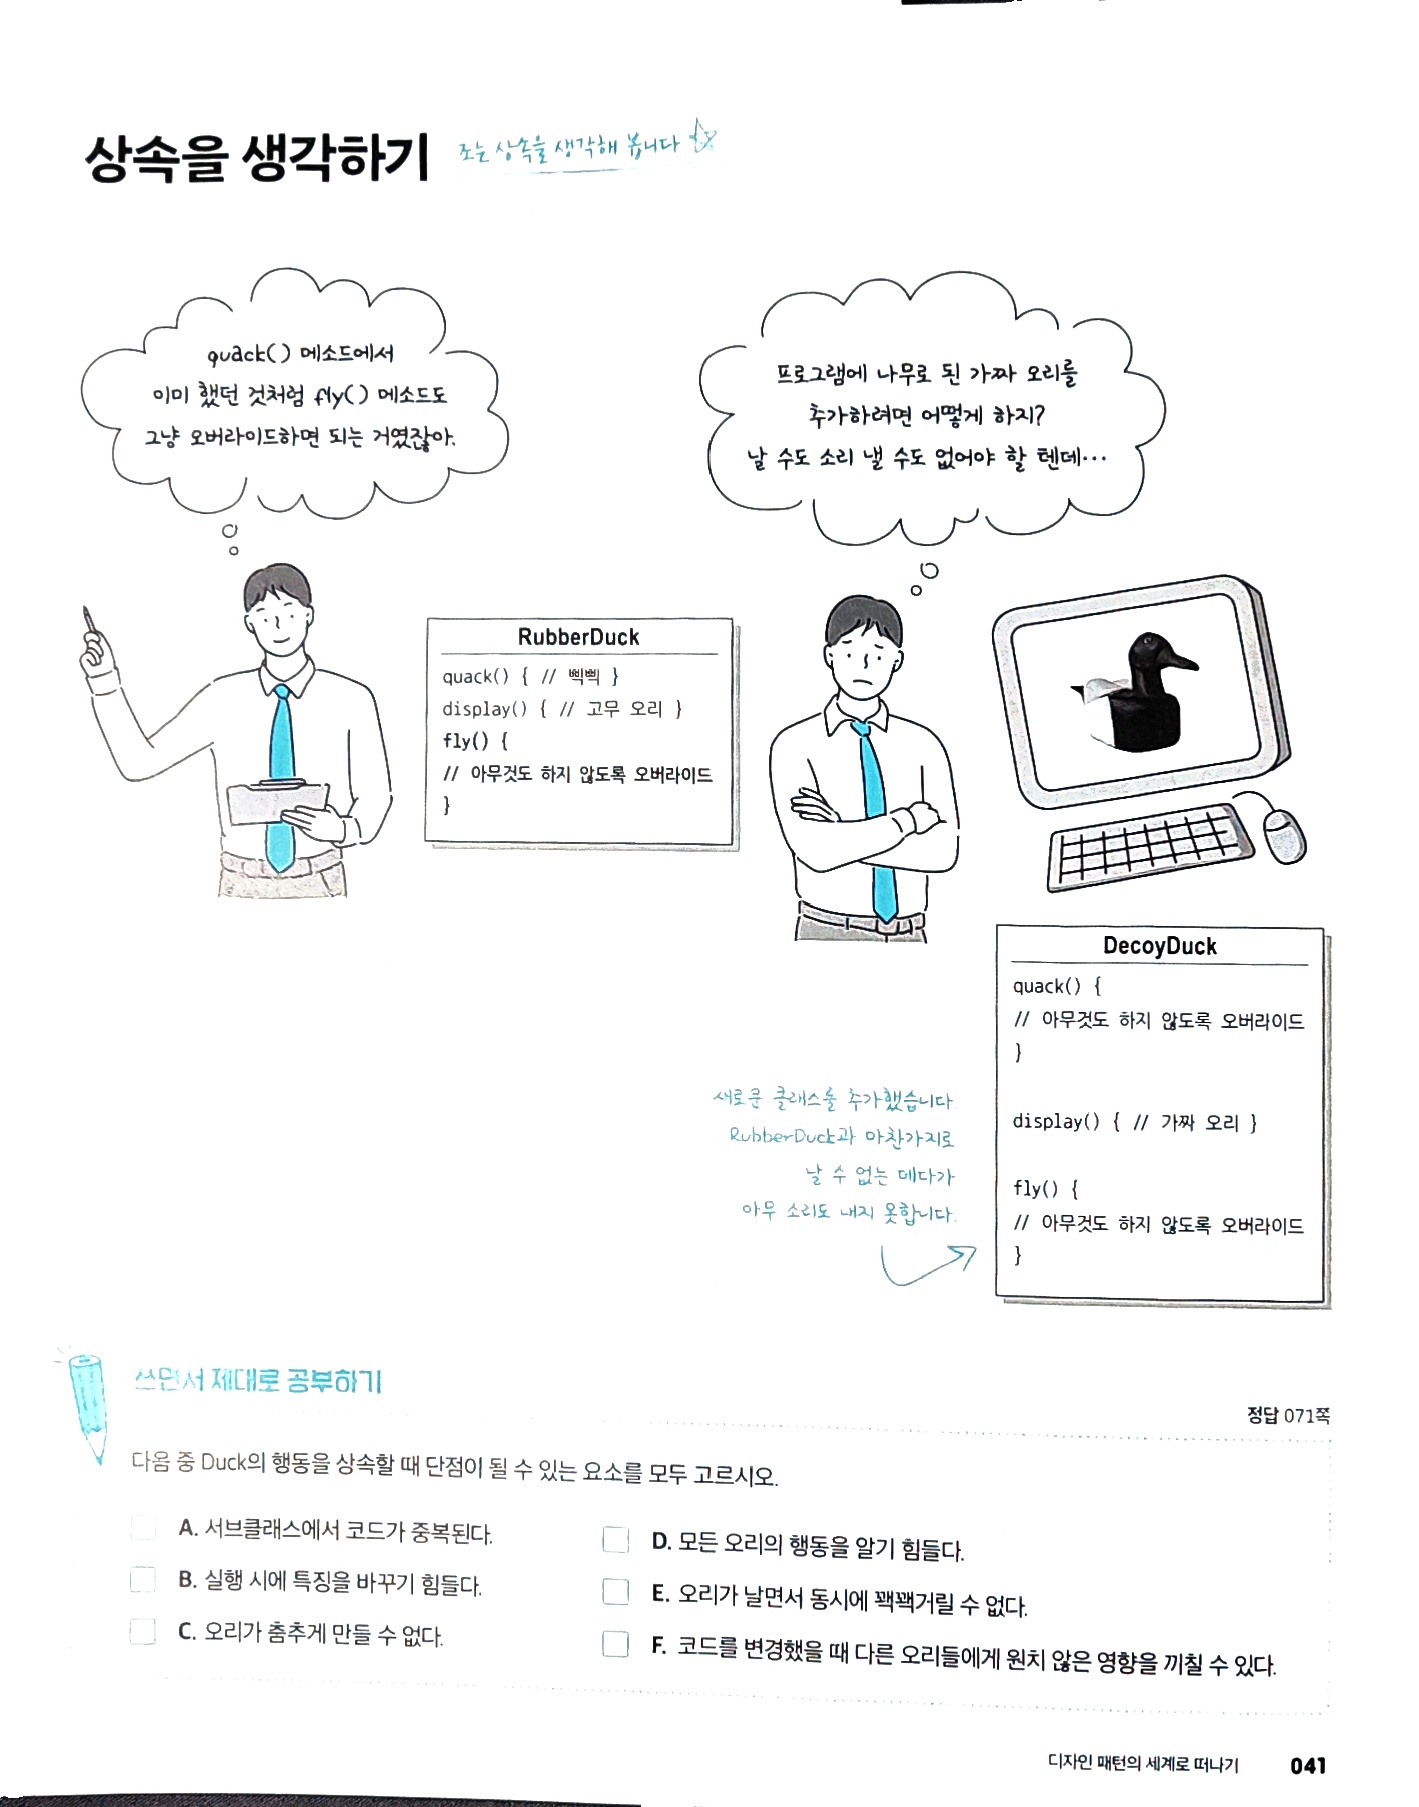 상속을 생각하기
조는 상속을 생각해 봅니다
quack() 메소드에서
이미 했던 것처럼 fly() 메소드도
그냥 오버라이드하면 되는 거였잖아.
프로그램에 나무로 된 가짜 오리를
추가하려면 어떻게 하지?
날 수도 소리 낼 수도 없어야 할 텐데…
RubberDuck
quack() { // 삑삑 }
display() { // 고무 오리 }
fly() {
// 아무것도 하지 않도록 오버라이드
}
DecoyDuck
quack() {
// 아무것도 하지 않도록 오버라이드
}
display() { // 가짜 오리 }
fly() {
// 아무것도 하지 않도록 오버라이드
}
새로운 클래스를 추가했습니다.
RubberDuck과 마찬가지로
날 수 없는 데다가
아무 소리도 내지 못합니다.
쓰면서 제대로 공부하기
정답 071쪽
다음 중 Duck의 행동을 상속할 때 단점이 될 수 있는 요소를 모두 고르시오.
A. 서브클래스에서 코드가 중복된다.
B. 실행 시에 특징을 바꾸기 힘들다.
C. 오리가 춤추게 만들 수 없다.
D. 모든 오리의 행동을 알기 힘들다.
E. 오리가 날면서 동시에 꽥꽥거릴 수 없다.
F. 코드를 변경했을 때 다른 오리들에게 원치 않은 영향을 끼칠 수 있다.
디자인 패턴의 세계로 떠나기 041